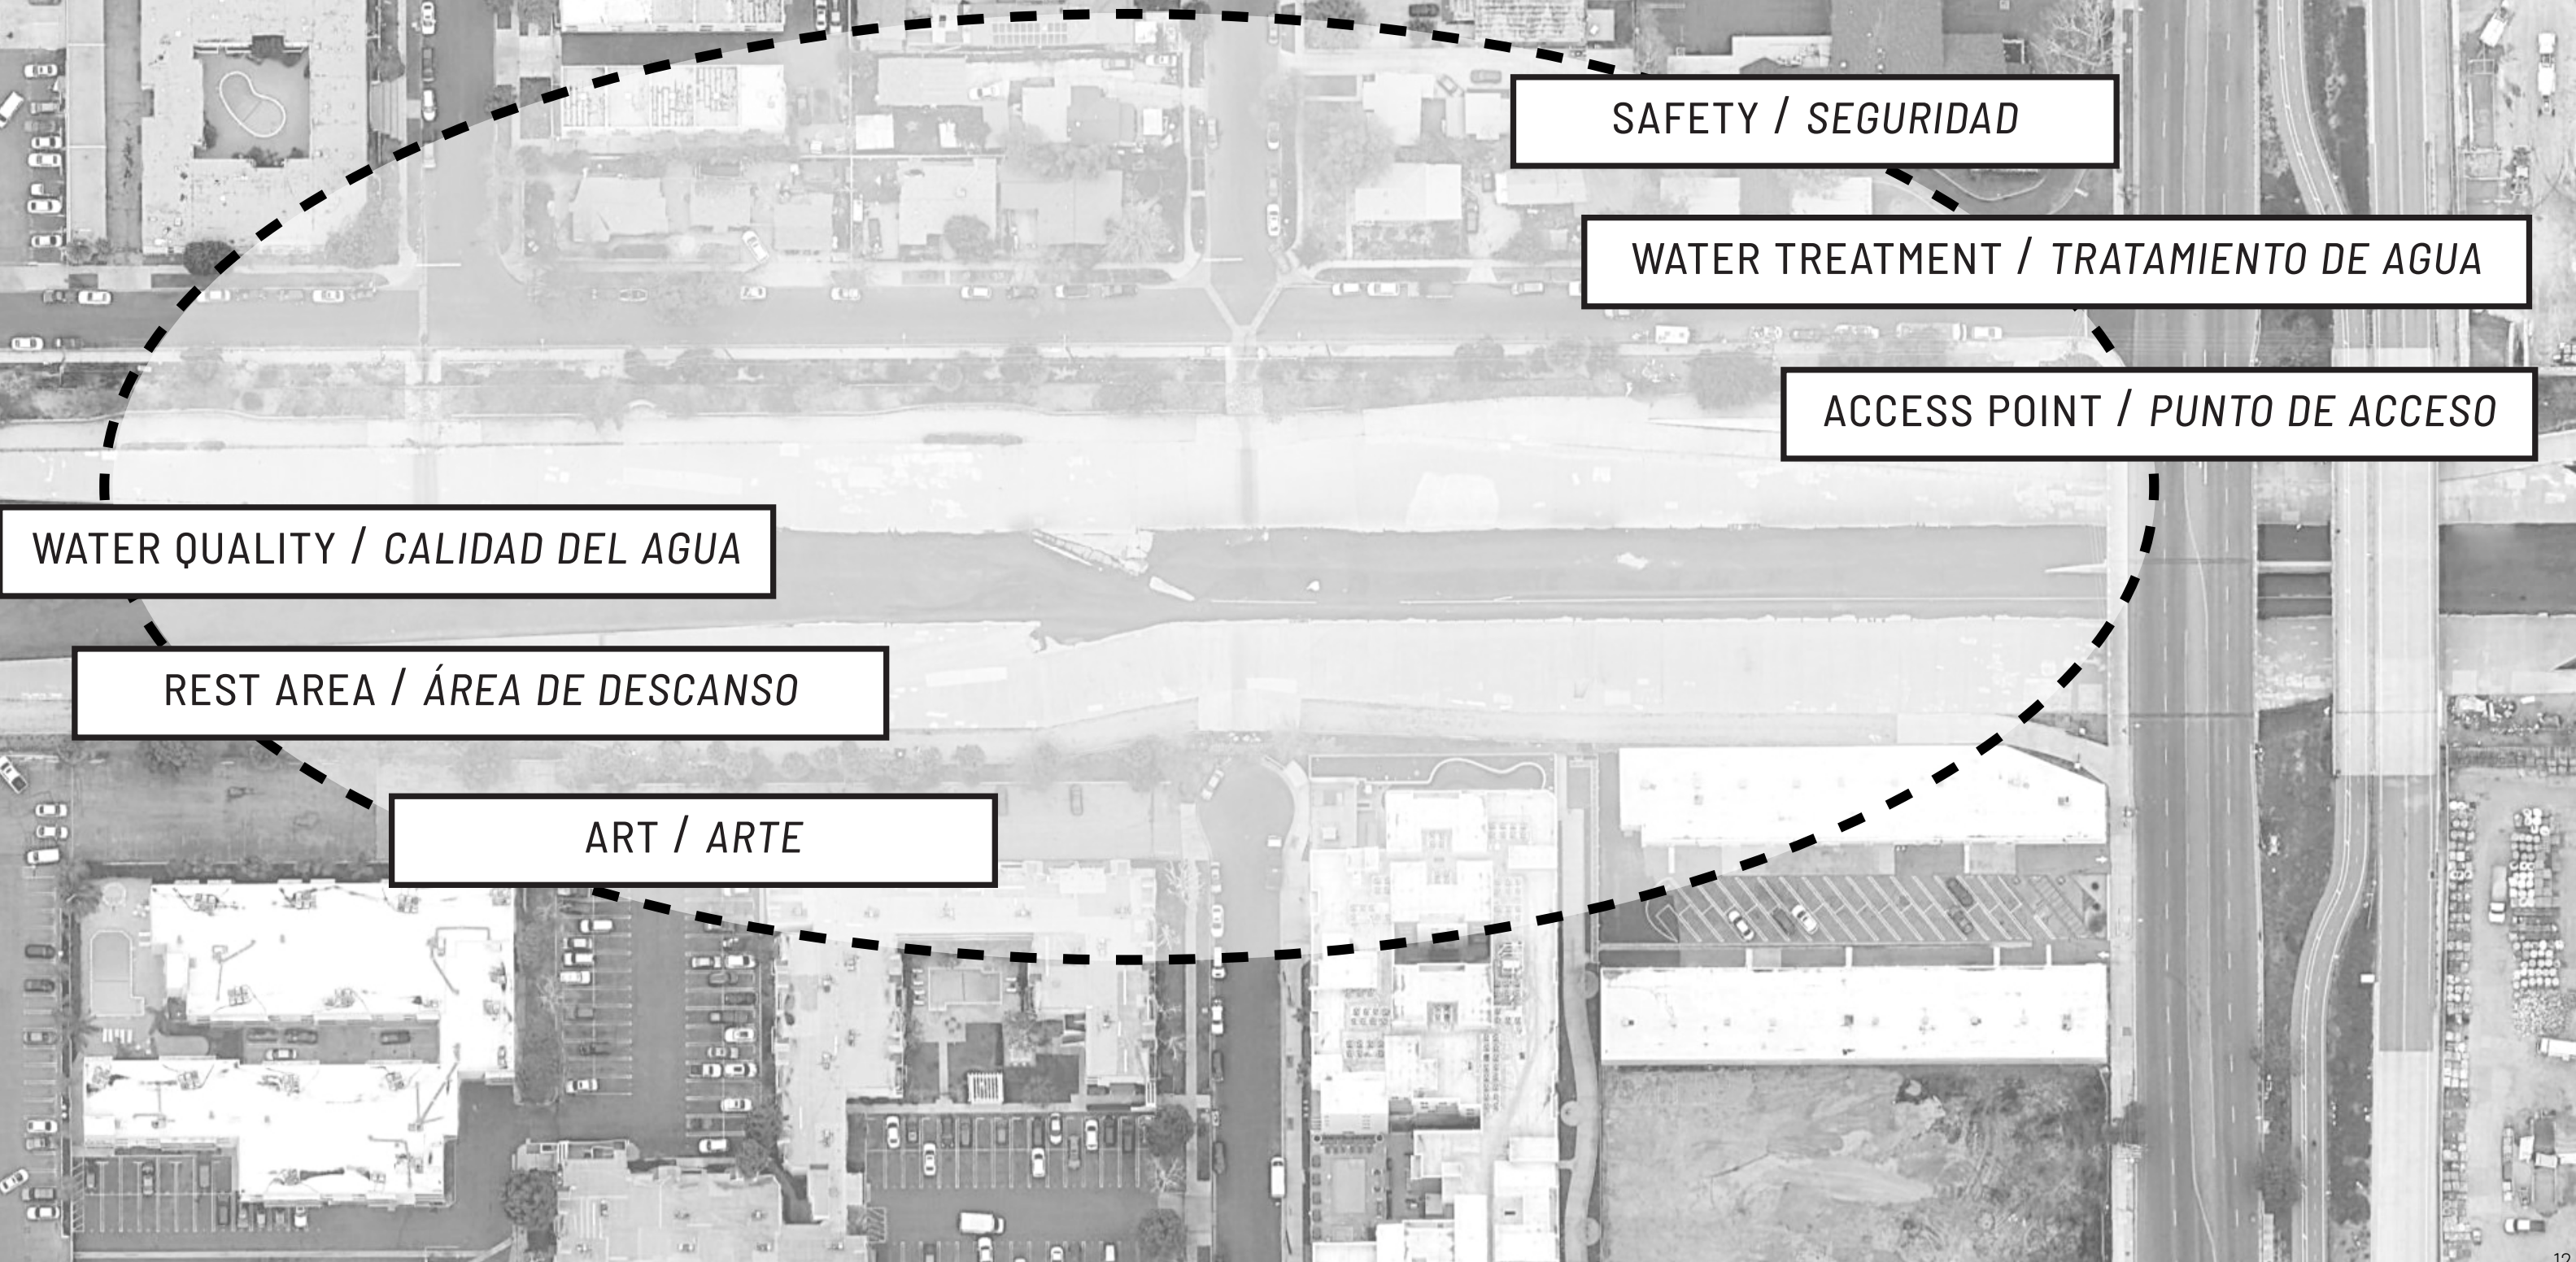 SAFETY / SEGURIDAD
WATER TREATMENT / TRATAMIENTO DE AGUA
ACCESS POINT / PUNTO DE ACCESO
WATER QUALITY / CALIDAD DEL AGUA
REST AREA / ÁREA DE DESCANSO
ART / ARTE
12